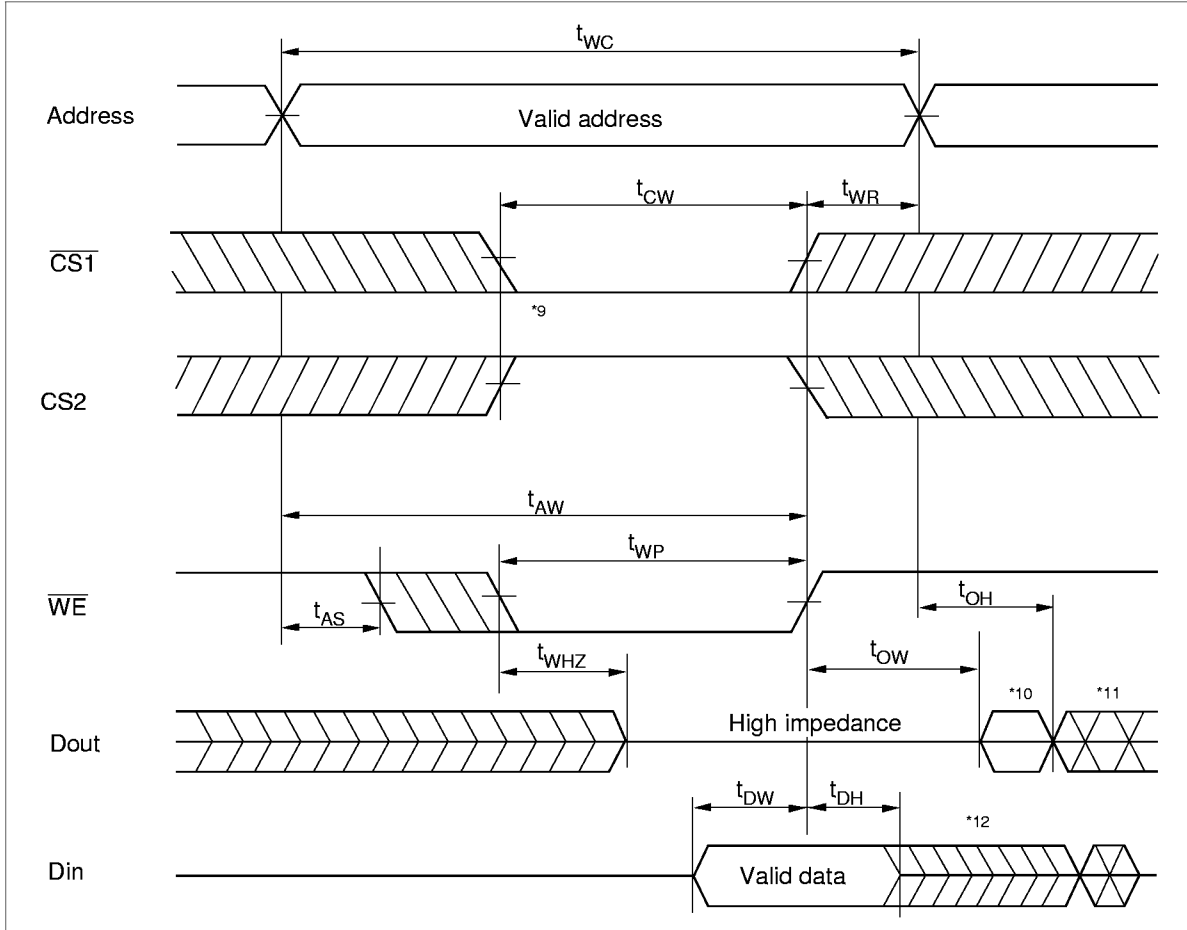 tWC
Address
Valid address
tCW
tWR
CS1
*9
CS2
tAW
tWP
WE
tAS
tOH
tWHZ
tOW
*10
*11
High impedance
Dout
tDW
tDH
*12
Din
Valid data